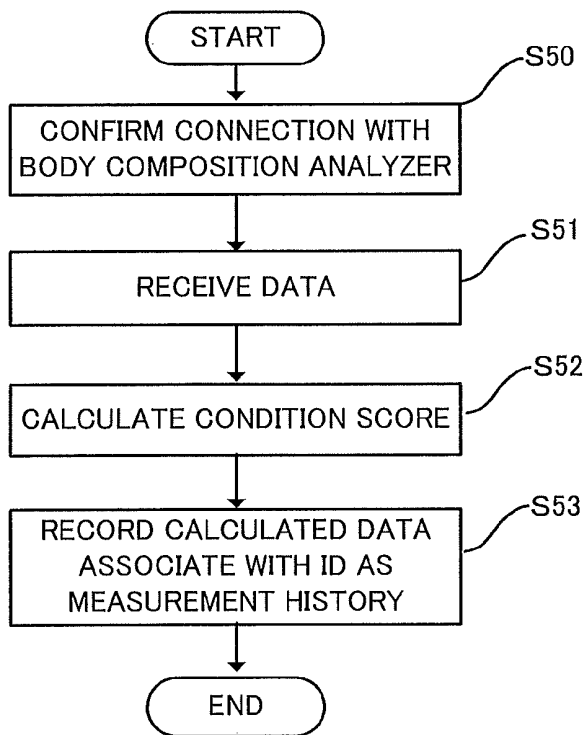 START
S50
CONFIRM CONNECTION WITH
BODY COMPOSITION ANALYZER
S51
RECEIVE DATA
S52
CALCULATE CONDITION SCORE
S53
RECORD CALCULATED DATA
ASSOCIATE WITH ID AS
MEASUREMENT HISTORY
END